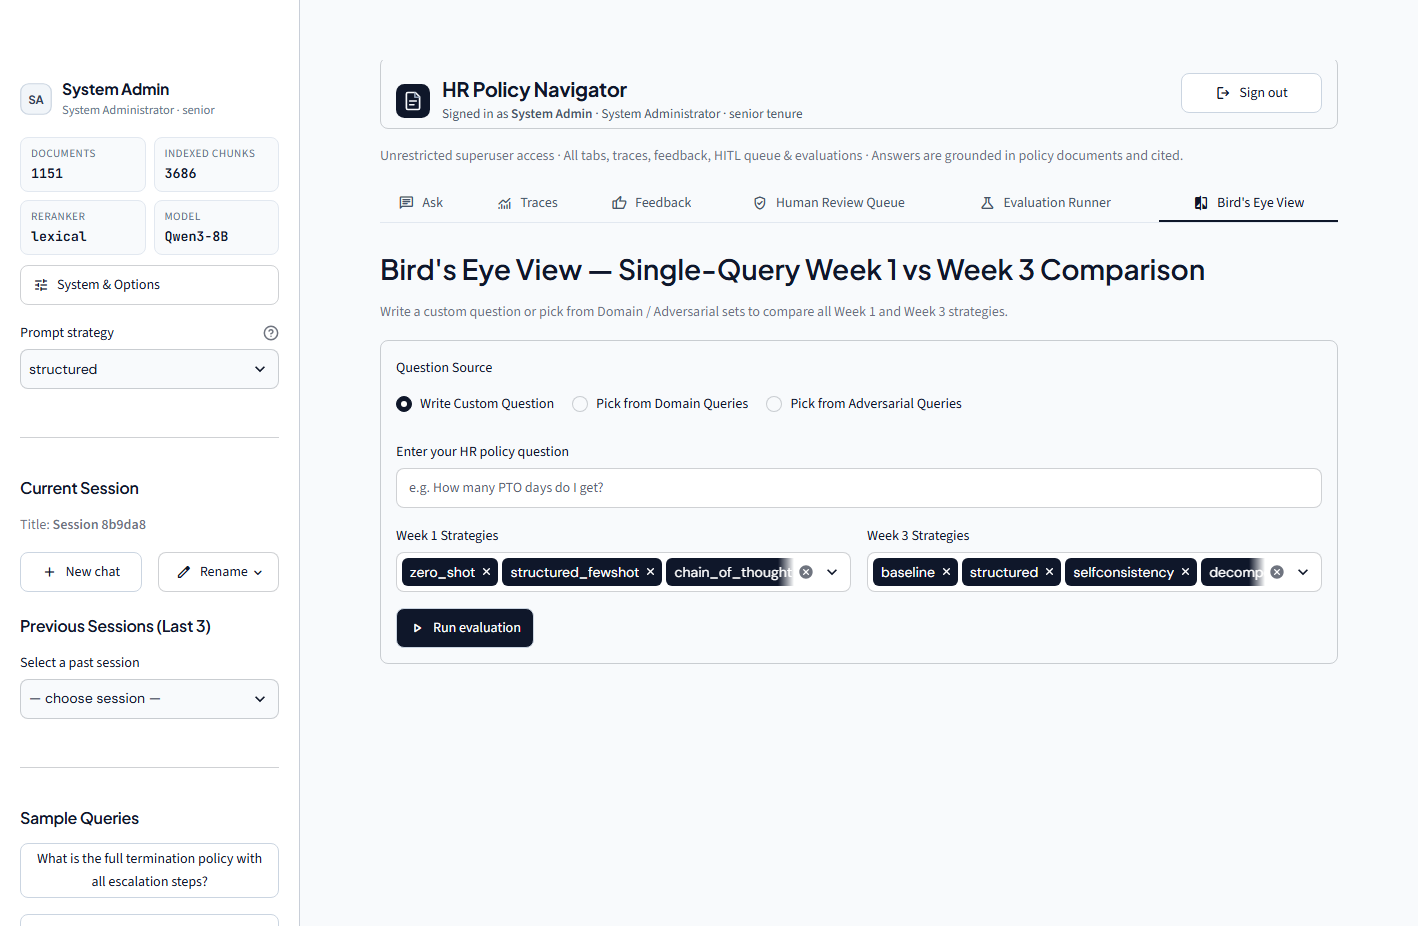 SA
System Admin
System Administrator · senior
DOCUMENTS
1151
INDEXED CHUNKS
3686
RERANKER
lexical
MODEL
Qwen3-8B
System & Options
Prompt strategy
structured
Current Session
Title: Session 8b9da8
New chat
Rename
Previous Sessions (Last 3)
Select a past session
— choose session —
Sample Queries
What is the full termination policy with
all escalation steps?
HR Policy Navigator
Signed in as System Admin · System Administrator · senior tenure
Sign out
Unrestricted superuser access · All tabs, traces, feedback, HITL queue & evaluations · Answers are grounded in policy documents and cited.
Ask
Traces
Feedback
Human Review Queue
Evaluation Runner
Bird's Eye View
Bird's Eye View — Single-Query Week 1 vs Week 3 Comparison
Write a custom question or pick from Domain / Adversarial sets to compare all Week 1 and Week 3 strategies.
Question Source
Write Custom Question
Pick from Domain Queries
Pick from Adversarial Queries
Enter your HR policy question
e.g. How many PTO days do I get?
Week 1 Strategies
zero_shot
structured_fewshot
chain_of_thought
Week 3 Strategies
baseline
structured
selfconsistency
decomp
Run evaluation